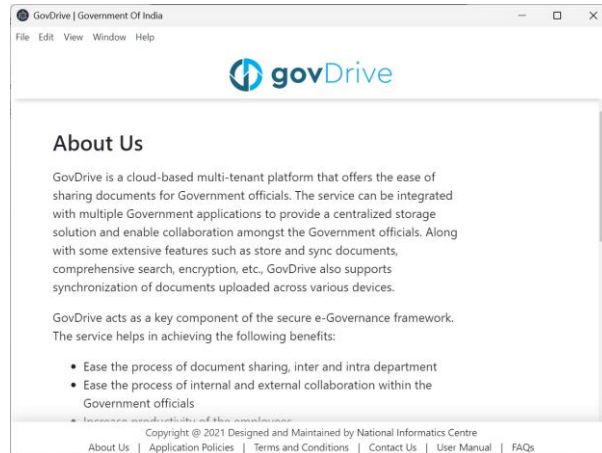 GovDrive | Government Of India
File Edit View Window Help
govDrive
About Us
GovDrive is a cloud-based multi-tenant platform that offers the ease of
sharing documents for Government officials. The service can be integrated
with multiple Government applications to provide a centralized storage
solution and enable collaboration amongst the Government officials. Along
with some extensive features such as store and sync documents,
comprehensive search, encryption, etc., GovDrive also supports
synchronization of documents uploaded across various devices.
GovDrive acts as a key component of the secure e-Governance framework.
The service helps in achieving the following benefits:
• Ease the process of document sharing, inter and intra department
• Ease the process of internal and external collaboration within the
Government officials
• Increase productivity of the employees
Copyright @ 2021 Designed and Maintained by National Informatics Centre
About Us | Application Policies | Terms and Conditions | Contact Us | User Manual | FAQs